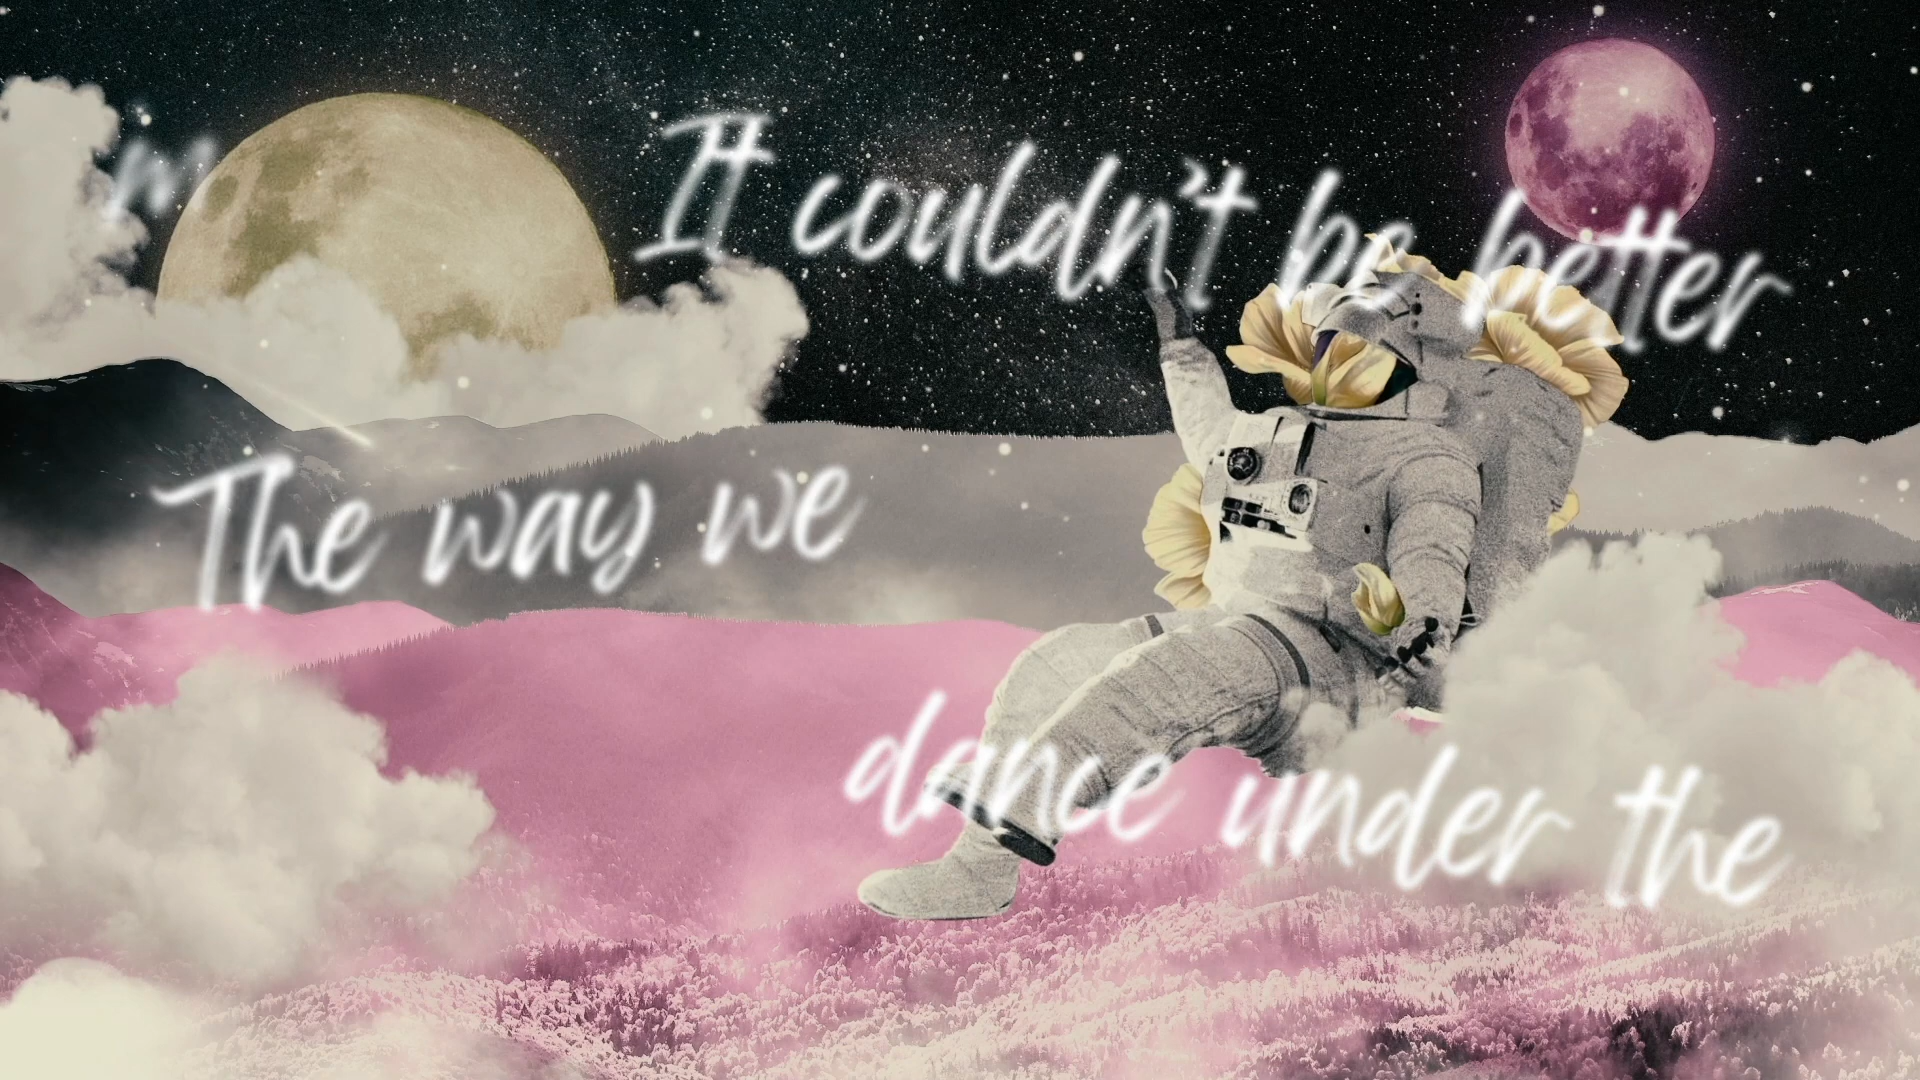 It couldn't be better
The way we
dance under the